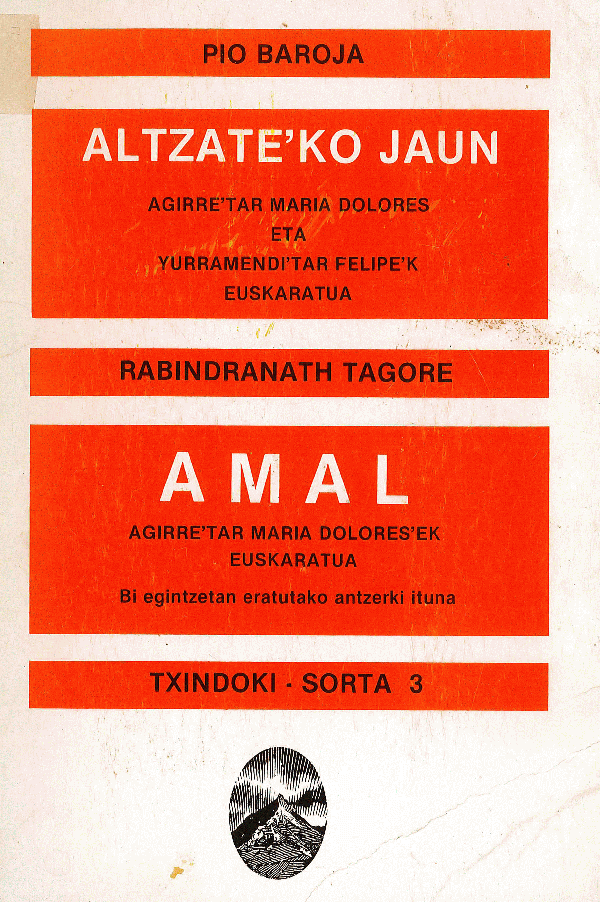 PIO BAROJA
ALTZATE'KO JAUN
AGIRRE'TAR MARIA DOLORES
ETA
YURRAMENDI'TAR FELIPE'K
EUSKARATUA
RABINDRANATH TAGORE
AMAL
AGIRRE'TAR MARIA DOLORES'EK
EUSKARATUA
Bi egintzetan eratutako antzerki ituna
TXINDOKI - SORTA 3